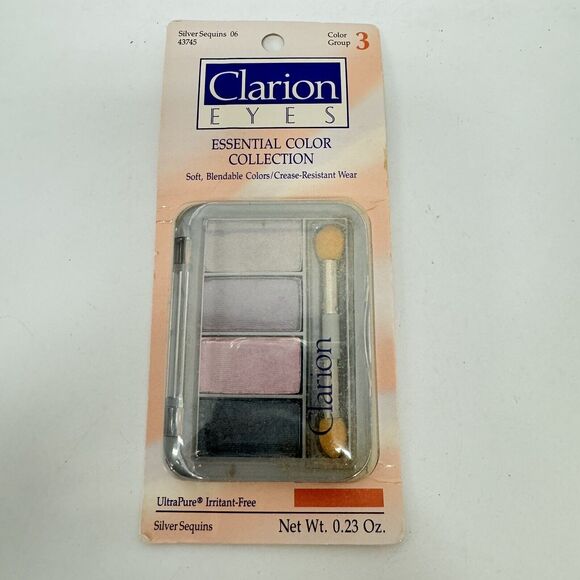 Silver Sequins 06
43745
Color
Group 3
Clarion
EYES
ESSENTIAL COLOR
COLLECTION
Soft, Blendable Colors/Crease-Resistant Wear
Clarion
UltraPure® Irritant-Free
Silver Sequins
Net Wt. 0.23 Oz.